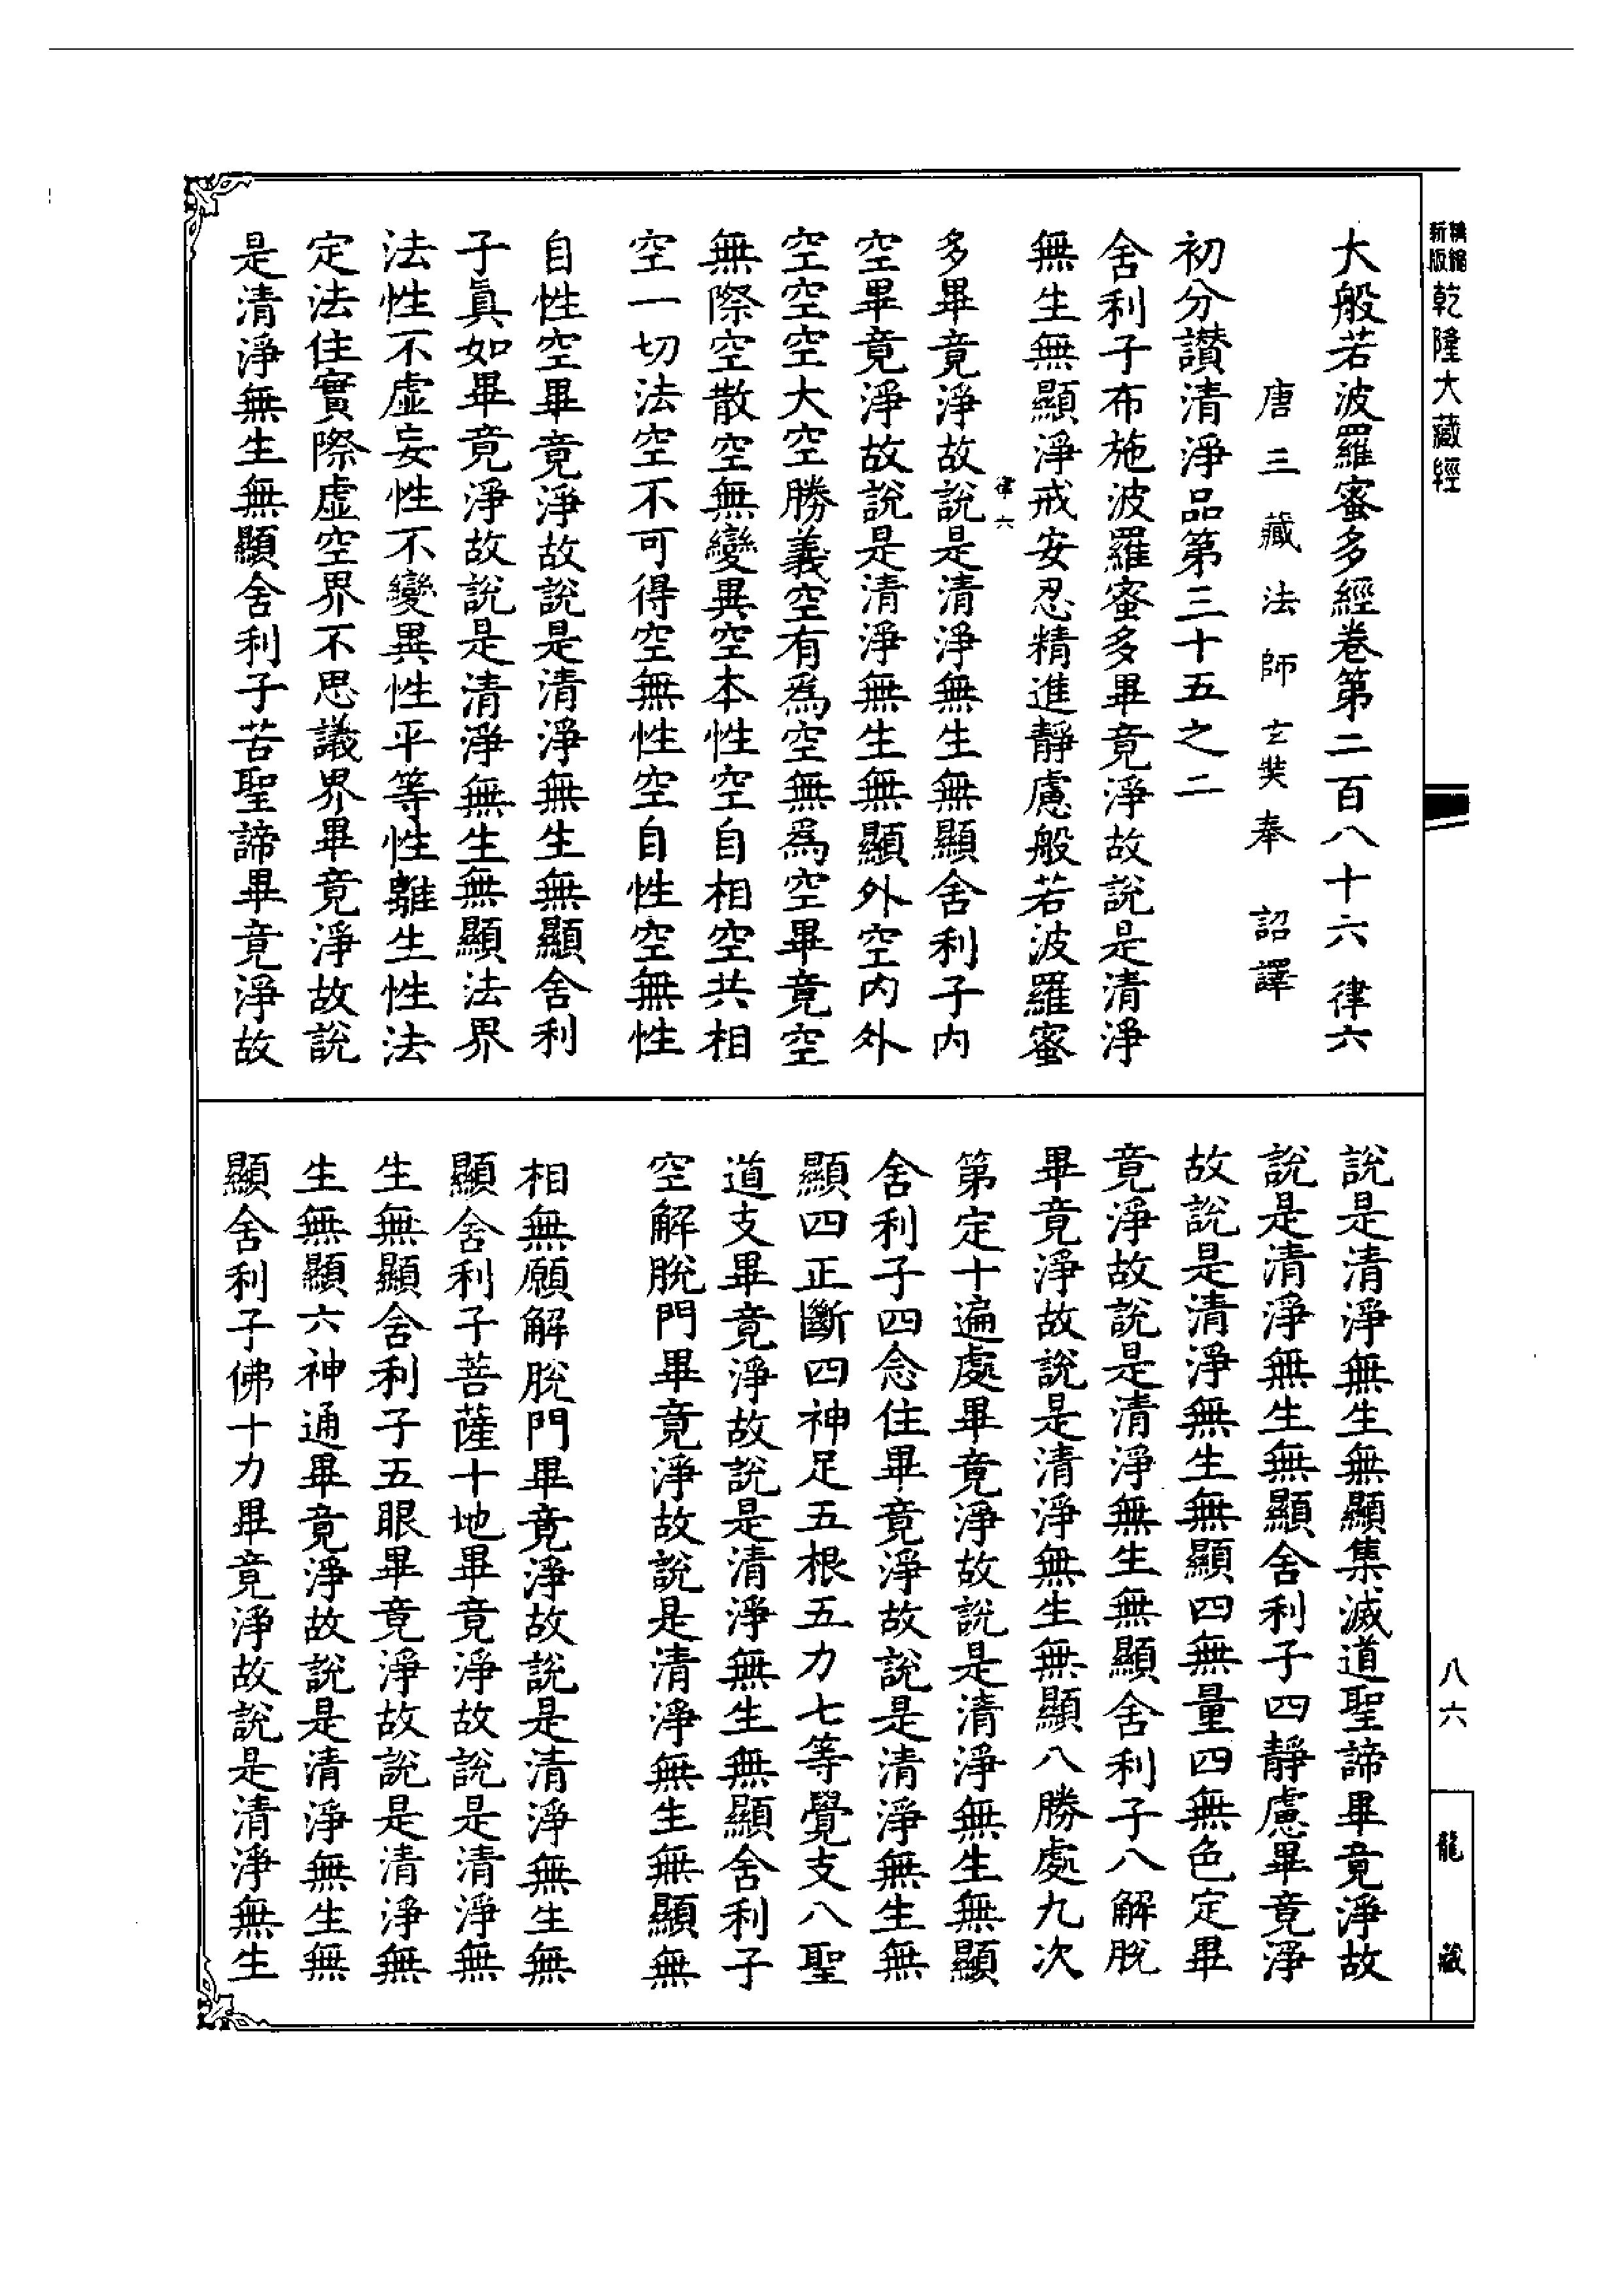 精縮新版乾隆大藏經
大般若波羅蜜多經卷第二百八十六 律六
唐三藏法師玄奘奉 詔譯
初分讚清淨品第三十五之二
舍利子布施波羅蜜多畢竟淨故說是清淨
無生無顯淨戒安忍精進靜慮般若波羅蜜
律六
多畢竟淨故說是清淨無生無顯舍利子內
空畢竟淨故說是清淨無生無顯外空內外
空空空大空勝義空有爲空無爲空畢竟空
無際空散空無變異空本性空自相空共相
空一切法空不可得空無性空自性空無性
自性空畢竟淨故說是清淨無生無顯舍利
子眞如畢竟淨故說是清淨無生無顯法界
法性不虛妄性不變異性平等性離生性法
定法住實際虛空界不思議界畢竟淨故說
是清淨無生無顯舍利子苦聖諦畢竟淨故
說是清淨無生無顯集滅道聖諦畢竟淨故
說是清淨無生無顯舍利子四靜慮畢竟淨
故說是清淨無生無顯四無量四無色定畢
竟淨故說是清淨無生無顯舍利子八解脫
畢竟淨故說是清淨無生無顯八勝處九次
第定十遍處畢竟淨故說是清淨無生無顯
舍利子四念住畢竟淨故說是清淨無生無
顯四正斷四神足五根五力七等覺支八聖
道支畢竟淨故說是清淨無生無顯舍利子
空解脫門畢竟淨故說是清淨無生無顯無
相無願解脫門畢竟淨故說是清淨無生無
顯舍利子菩薩十地畢竟淨故說是清淨無
生無顯舍利子五眼畢竟淨故說是清淨無
生無顯六神通畢竟淨故說是清淨無生無
顯舍利子佛十力畢竟淨故說是清淨無生
八六
龍藏